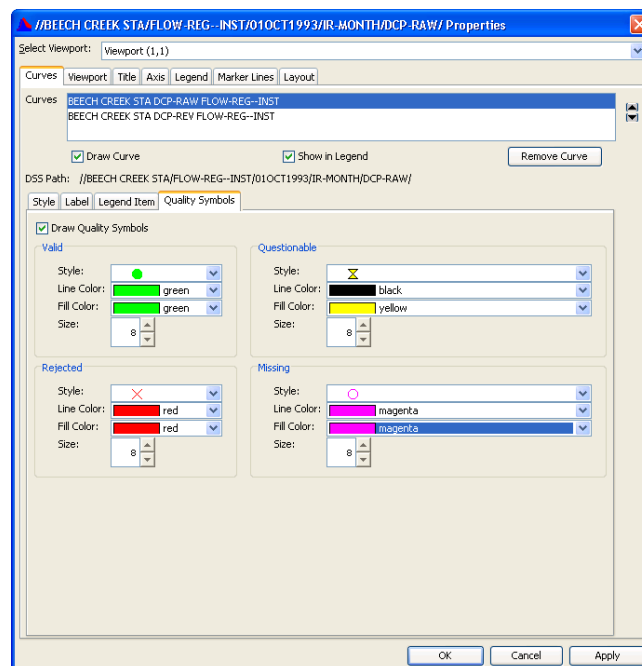 //BEECH CREEK STA/FLOW-REG--INST/01OCT1993/IR-MONTH/DCP-RAW/ Properties
Select Viewport: Viewport (1,1)
Curves Viewport Title Axis Legend Marker Lines Layout
Curves BEECH CREEK STA DCP-RAW FLOW-REG--INST
BEECH CREEK STA DCP-REV FLOW-REG--INST
Draw Curve Show in Legend Remove Curve
DSS Path: //BEECH CREEK STA/FLOW-REG--INST/01OCT1993/IR-MONTH/DCP-RAW/
Style Label Legend Item Quality Symbols
Draw Quality Symbols
Valid Questionable
Style: Style:
Line Color: green Line Color: black
Fill Color: green Fill Color: yellow
Size: 8 Size: 8
Rejected Missing
Style: Style:
Line Color: red Line Color: magenta
Fill Color: red Fill Color: magenta
Size: 8 Size: 8
OK Cancel Apply